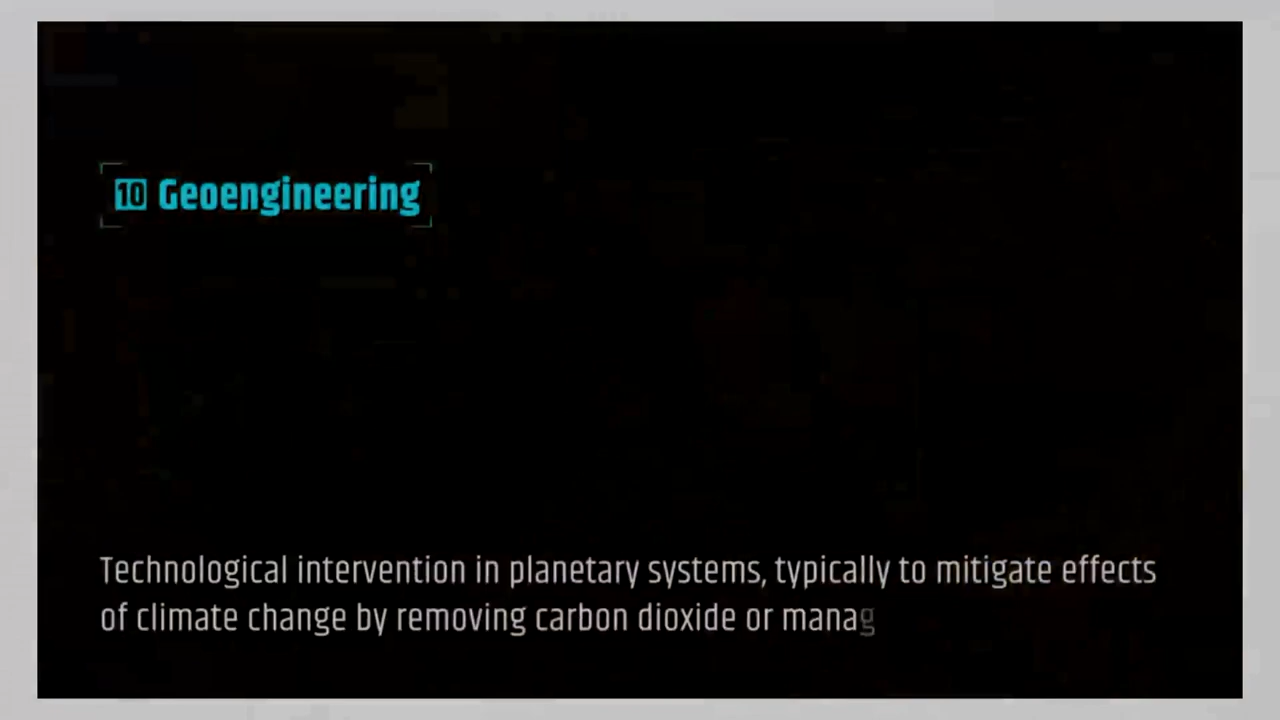 10 Geoengineering
Technological intervention in planetary systems, typically to mitigate effects
of climate change by removing carbon dioxide or manag